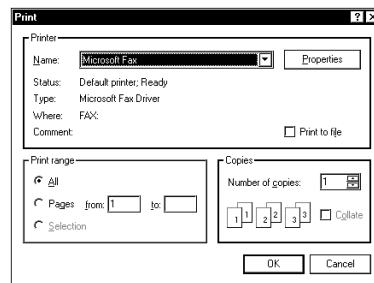 Print
Printer
Name: Microsoft Fax Properties
Status: Default printer; Ready
Type: Microsoft Fax Driver
Where: FAX:
Comment: Print to file
Print range
All
Pages from: 1 to:
Selection
Copies
Number of copies: 1
1 1 2 2 3 3 Collate
OK Cancel